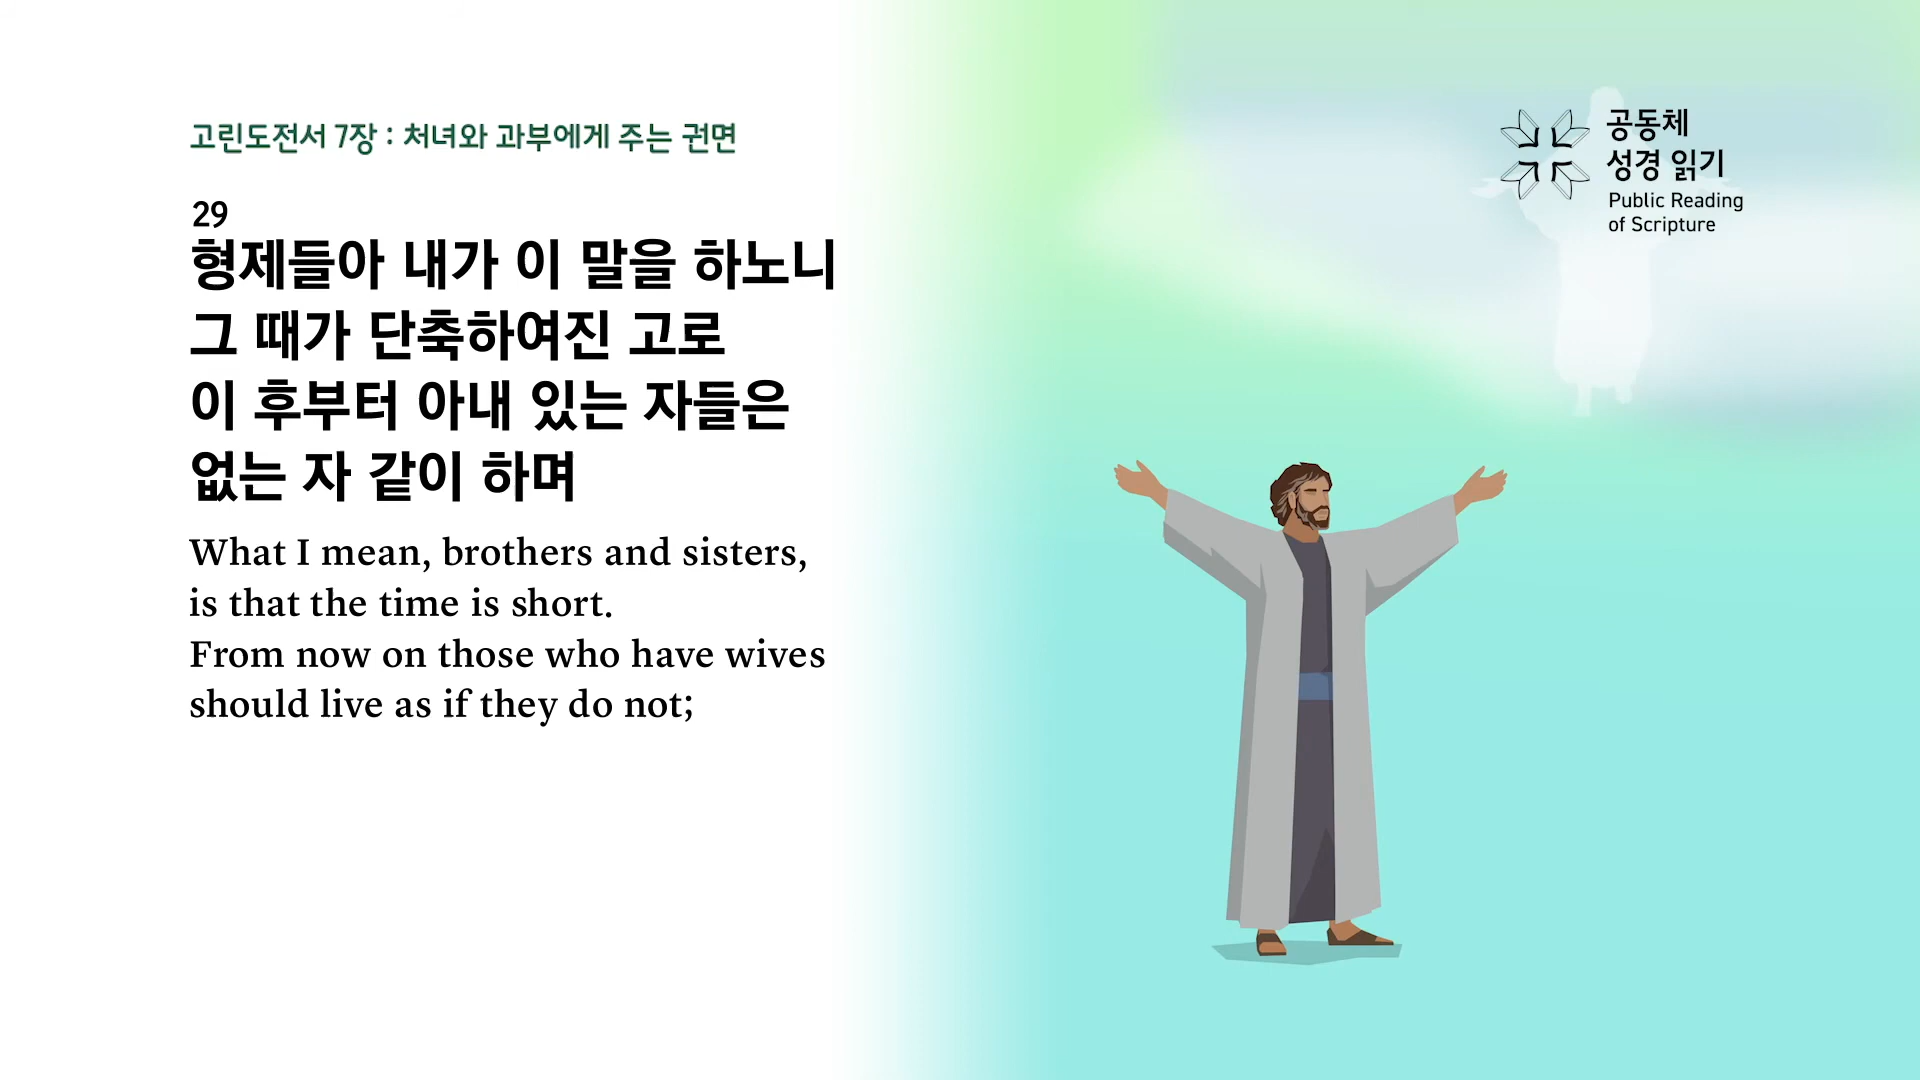 고린도전서 7장 : 처녀와 과부에게 주는 권면
29
형제들아 내가 이 말을 하노니
그 때가 단축하여진 고로
이 후부터 아내 있는 자들은
없는 자 같이 하며
What I mean, brothers and sisters,
is that the time is short.
From now on those who have wives
should live as if they do not;
공동체
성경 읽기
Public Reading
of Scripture